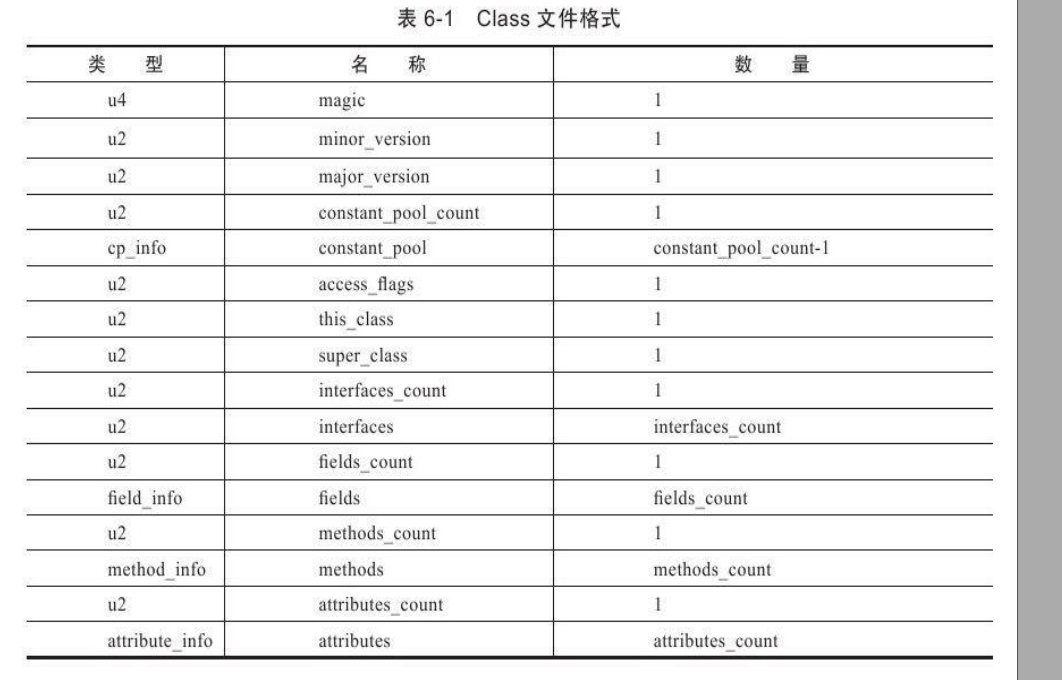 表 6-1 Class 文件格式
类 型 名 称 数 量
u4 magic 1
u2 minor_version 1
u2 major_version 1
u2 constant_pool_count 1
cp_info constant_pool constant_pool_count-1
u2 access_flags 1
u2 this_class 1
u2 super_class 1
u2 interfaces_count 1
u2 interfaces interfaces_count
u2 fields_count 1
field_info fields fields_count
u2 methods_count 1
method_info methods methods_count
u2 attributes_count 1
attribute_info attributes attributes_count